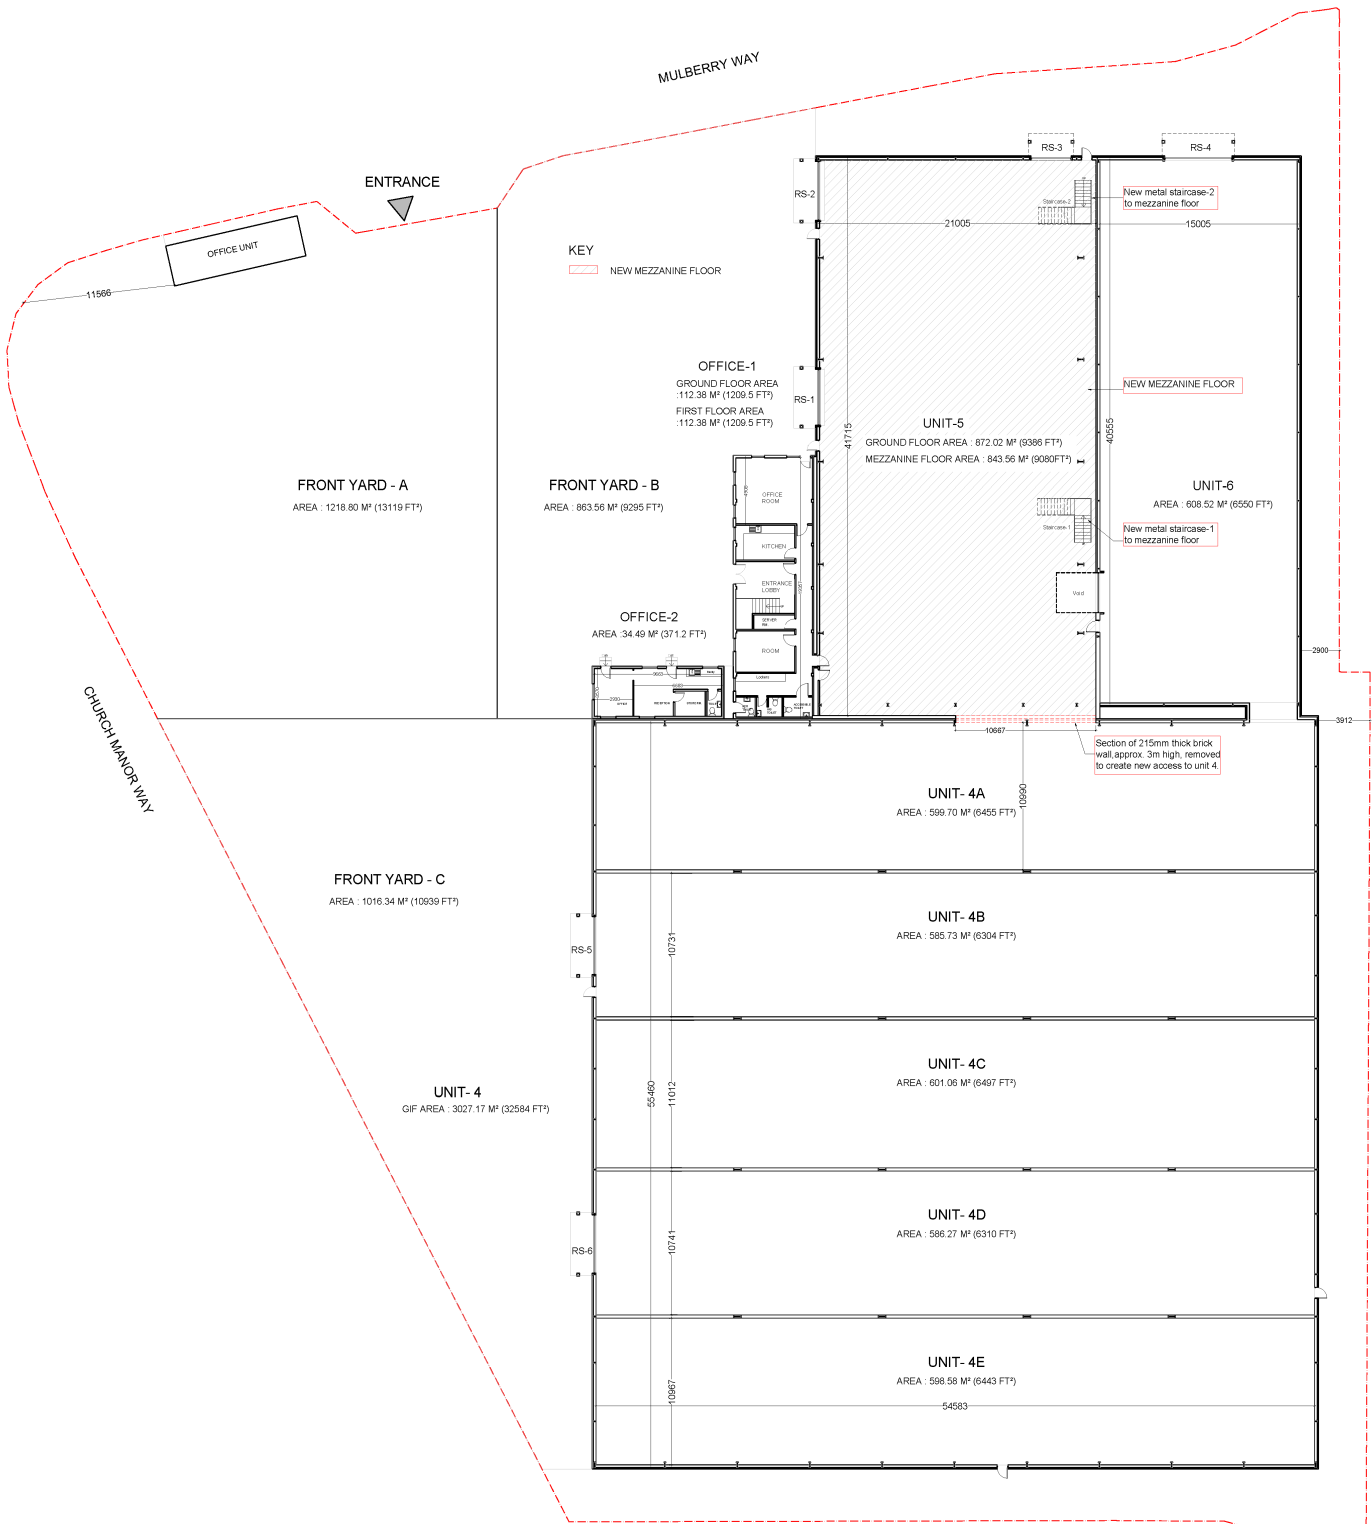 MULBERRY WAY
ENTRANCE
OFFICE UNIT
11566
KEY
NEW MEZZANINE FLOOR
RS-3
RS-4
RS-2
Staircase-2
New metal staircase-2
to mezzanine floor
21005
15005
OFFICE-1
GROUND FLOOR AREA
:112.38 M² (1209.5 FT²)
FIRST FLOOR AREA
:112.38 M² (1209.5 FT²)
RS-1
NEW MEZZANINE FLOOR
41715
40555
UNIT-5
GROUND FLOOR AREA : 872.02 M² (9386 FT²)
MEZZANINE FLOOR AREA : 843.56 M² (9080FT²)
FRONT YARD - A
AREA : 1218.80 M² (13119 FT²)
FRONT YARD - B
AREA : 863.56 M² (9295 FT²)
UNIT-6
AREA : 608.52 M² (6550 FT²)
OFFICE
ROOM
Staircase-1
New metal staircase-1
to mezzanine floor
KITCHEN
ENTRANCE
LOBBY
Void
SERVER
RM
OFFICE-2
AREA :34.49 M² (371.2 FT²)
ROOM
2900
Lockers
OFFICE
RECEPTION
3912
10667
CHURCH MANOR WAY
Section of 215mm thick brick
wall,approx. 3m high, removed
to create new access to unit 4.
UNIT- 4A
AREA : 599.70 M² (6455 FT²)
10990
FRONT YARD - C
AREA : 1016.34 M² (10939 FT²)
UNIT- 4B
AREA : 585.73 M² (6304 FT²)
RS-5
10731
UNIT- 4C
AREA : 601.06 M² (6497 FT²)
UNIT- 4
GIF AREA : 3027.17 M² (32584 FT²)
55460
11012
UNIT- 4D
AREA : 586.27 M² (6310 FT²)
RS-6
10741
UNIT- 4E
AREA : 598.58 M² (6443 FT²)
10967
54583